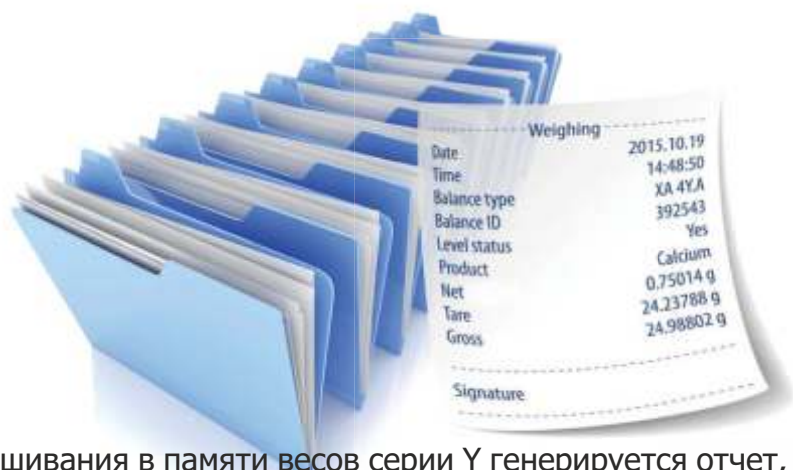 Weighing
Date 2015.10.19
Time 14:48:50
Balance type XA 4Y.A
Balance ID 392543
Level status Yes
Product Calcium
Net 0.75014 g
Tare 24.23788 g
Gross 24.98802 g
Signature
шивания в памяти весов серии Y генерируется отчет,